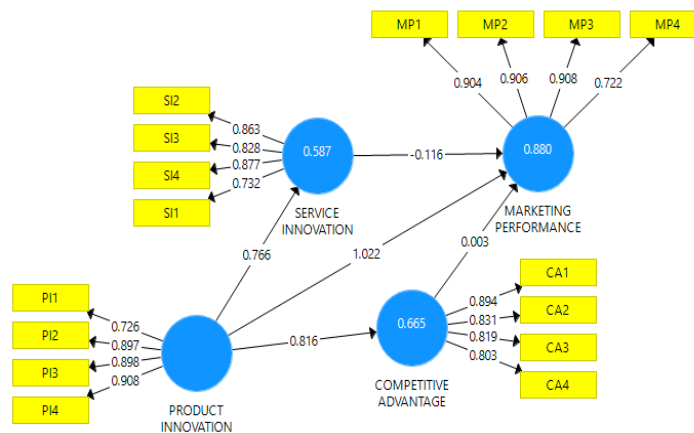 MP1
MP2
MP3
MP4
0.904
0.906
0.908
0.722
SI2
SI3
SI4
SI1
0.863
0.828
0.877
0.732
0.587
-0.116
0.880
SERVICE
INNOVATION
MARKETING
PERFORMANCE
0.766
1.022
0.003
PI1
PI2
PI3
PI4
0.726
0.897
0.898
0.908
0.816
0.665
0.894
0.831
0.819
0.803
CA1
CA2
CA3
CA4
PRODUCT
INNOVATION
COMPETITIVE
ADVANTAGE